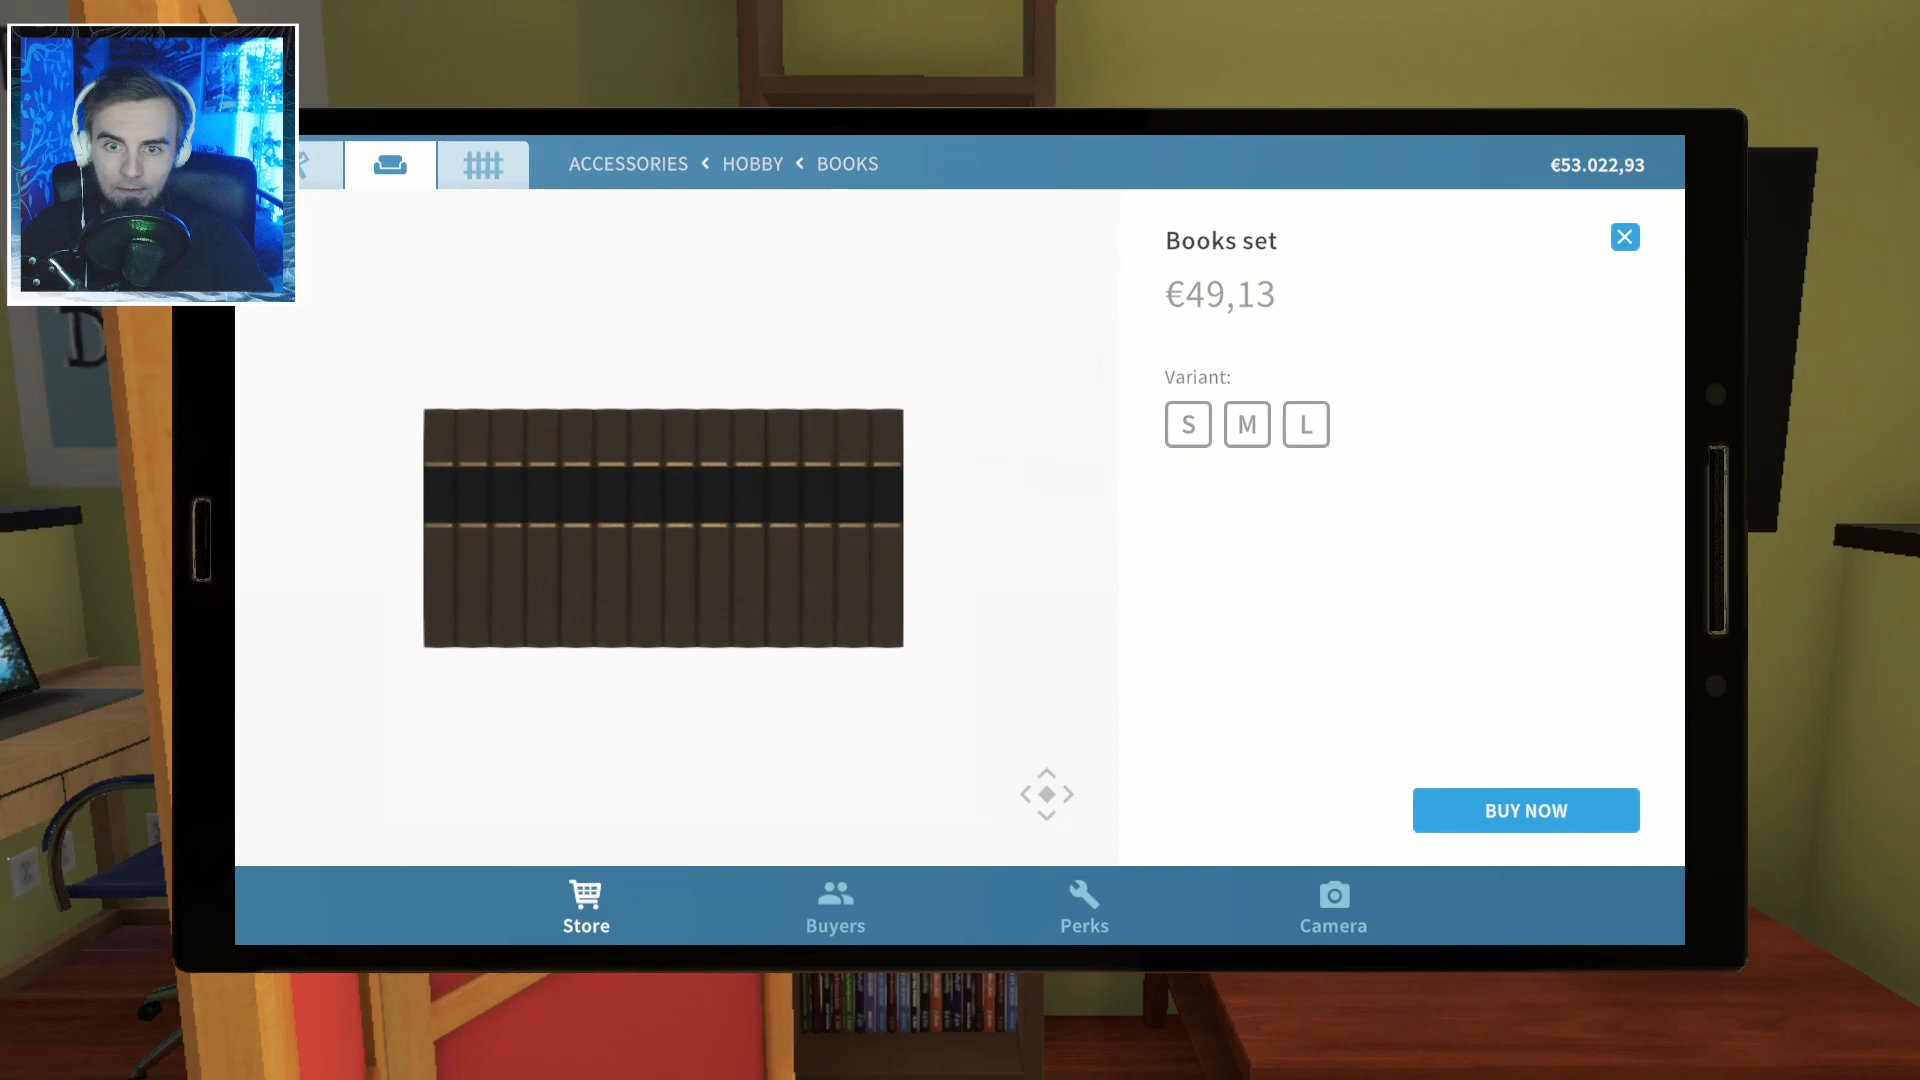 ACCESSORIES < HOBBY < BOOKS
€53.022,93
Books set
€49,13
Variant:
S M L
BUY NOW
Store
Buyers
Perks
Camera
D